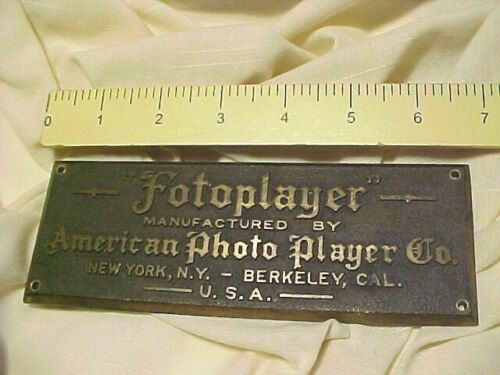 0 1 2 3 4 5 6 7
"Fotoplayer"
MANUFACTURED BY
American Photo Player Co.
NEW YORK, N.Y. – BERKELEY, CAL.
U.S.A.